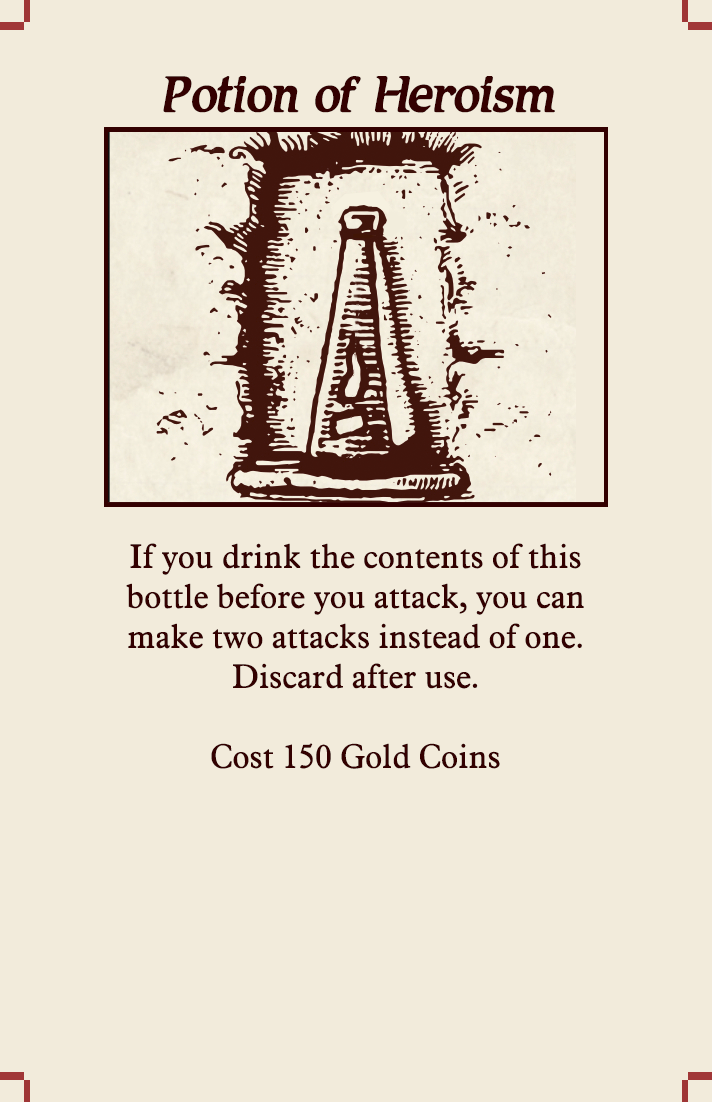 Potion of Heroism
If you drink the contents of this
bottle before you attack, you can
make two attacks instead of one.
Discard after use.
Cost 150 Gold Coins